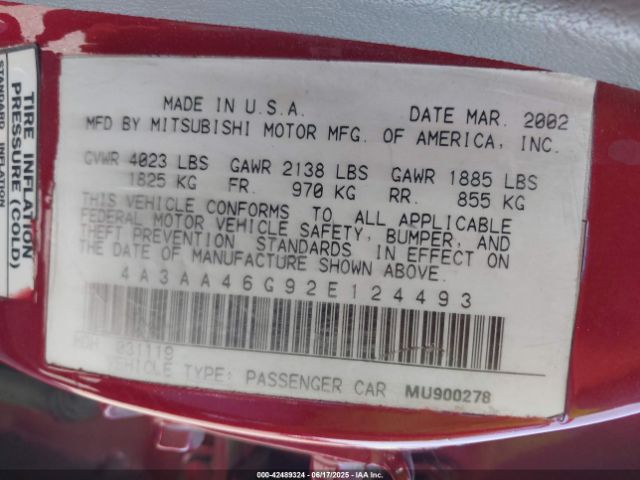 TIRE INFLATION
PRESSURE (COLD)
STANDARD INFLATION
MADE IN U.S.A. DATE MAR. 2002
MFD BY MITSUBISHI MOTOR MFG. OF AMERICA, INC.
GVWR 4023 LBS GAWR 2138 LBS GAWR 1885 LBS
1825 KG FR. 970 KG RR. 855 KG
THIS VEHICLE CONFORMS TO ALL APPLICABLE
FEDERAL MOTOR VEHICLE SAFETY, BUMPER, AND
THEFT PREVENTION STANDARDS IN EFFECT ON
THE DATE OF MANUFACTURE SHOWN ABOVE.
4A3AA46G92E124493
031119
VEHICLE TYPE: PASSENGER CAR MU900278
000-42489324 - 06/17/2025 - IAA Inc.